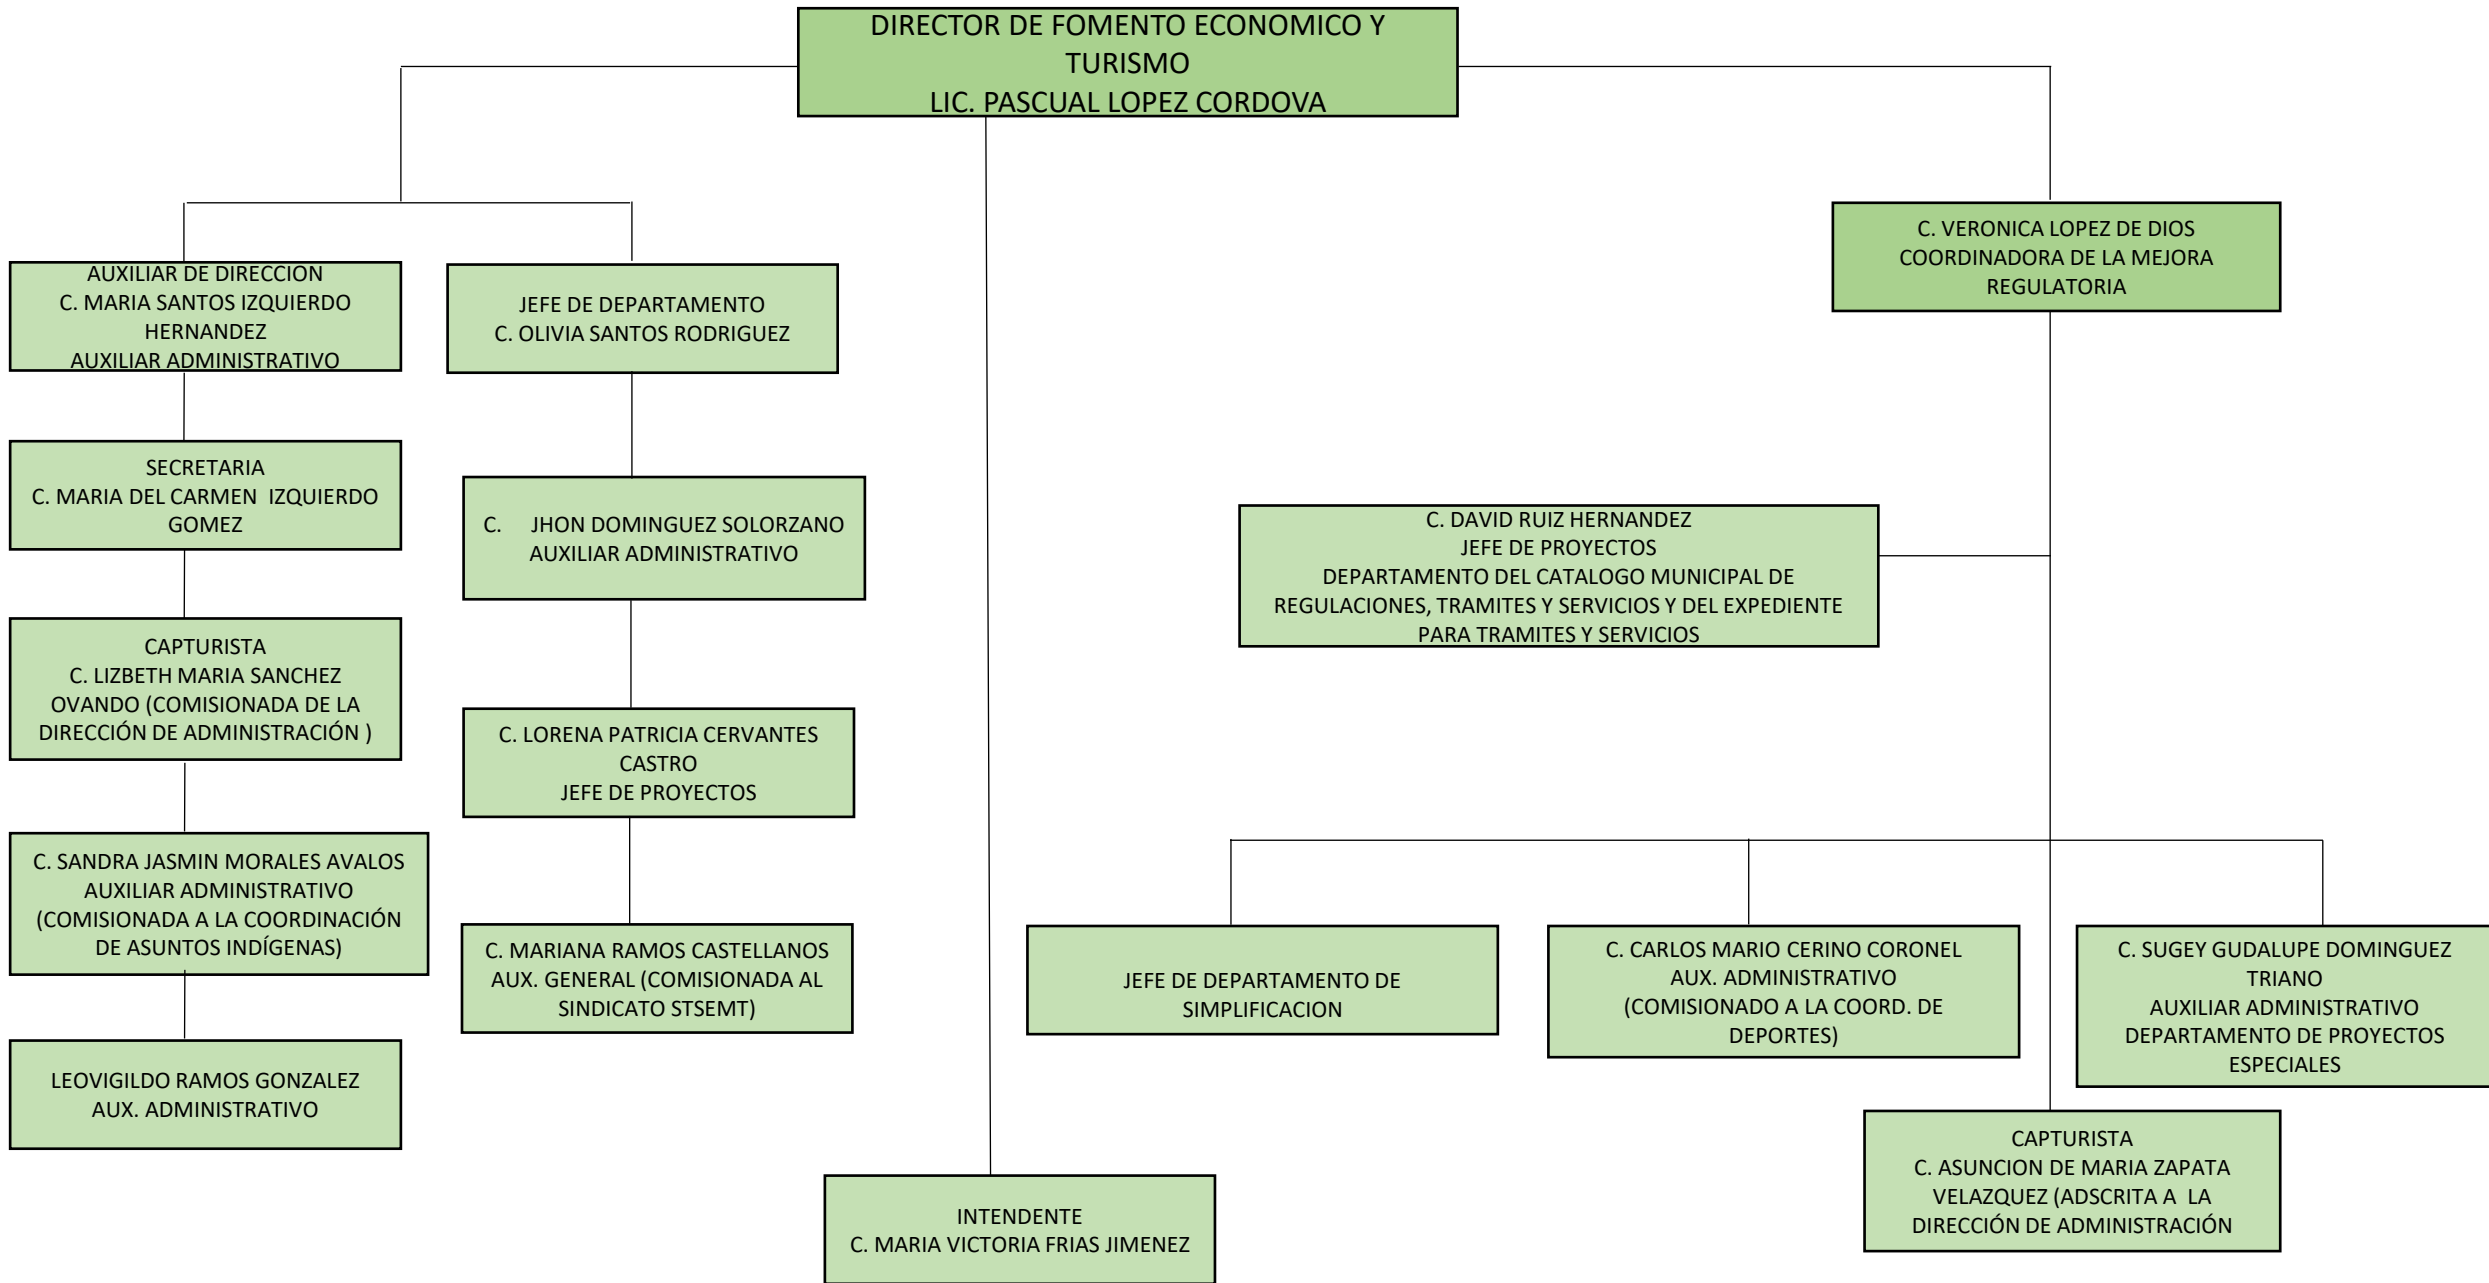 DIRECTOR DE FOMENTO ECONOMICO Y
TURISMO
LIC. PASCUAL LOPEZ CORDOVA
AUXILIAR DE DIRECCION
C. MARIA SANTOS IZQUIERDO
HERNANDEZ
AUXILIAR ADMINISTRATIVO
SECRETARIA
C. MARIA DEL CARMEN IZQUIERDO
GOMEZ
CAPTURISTA
C. LIZBETH MARIA SANCHEZ
OVANDO (COMISIONADA DE LA
DIRECCIÓN DE ADMINISTRACIÓN )
C. SANDRA JASMIN MORALES AVALOS
AUXILIAR ADMINISTRATIVO
(COMISIONADA A LA COORDINACIÓN
DE ASUNTOS INDÍGENAS)
LEOVIGILDO RAMOS GONZALEZ
AUX. ADMINISTRATIVO
JEFE DE DEPARTAMENTO
C. OLIVIA SANTOS RODRIGUEZ
C. JHON DOMINGUEZ SOLORZANO
AUXILIAR ADMINISTRATIVO
C. LORENA PATRICIA CERVANTES
CASTRO
JEFE DE PROYECTOS
C. MARIANA RAMOS CASTELLANOS
AUX. GENERAL (COMISIONADA AL
SINDICATO STSEMT)
INTENDENTE
C. MARIA VICTORIA FRIAS JIMENEZ
C. VERONICA LOPEZ DE DIOS
COORDINADORA DE LA MEJORA
REGULATORIA
C. DAVID RUIZ HERNANDEZ
JEFE DE PROYECTOS
DEPARTAMENTO DEL CATALOGO MUNICIPAL DE
REGULACIONES, TRAMITES Y SERVICIOS Y DEL EXPEDIENTE
PARA TRAMITES Y SERVICIOS
JEFE DE DEPARTAMENTO DE
SIMPLIFICACION
C. CARLOS MARIO CERINO CORONEL
AUX. ADMINISTRATIVO
(COMISIONADO A LA COORD. DE
DEPORTES)
C. SUGEY GUDALUPE DOMINGUEZ
TRIANO
AUXILIAR ADMINISTRATIVO
DEPARTAMENTO DE PROYECTOS
ESPECIALES
CAPTURISTA
C. ASUNCION DE MARIA ZAPATA
VELAZQUEZ (ADSCRITA A LA
DIRECCIÓN DE ADMINISTRACIÓN